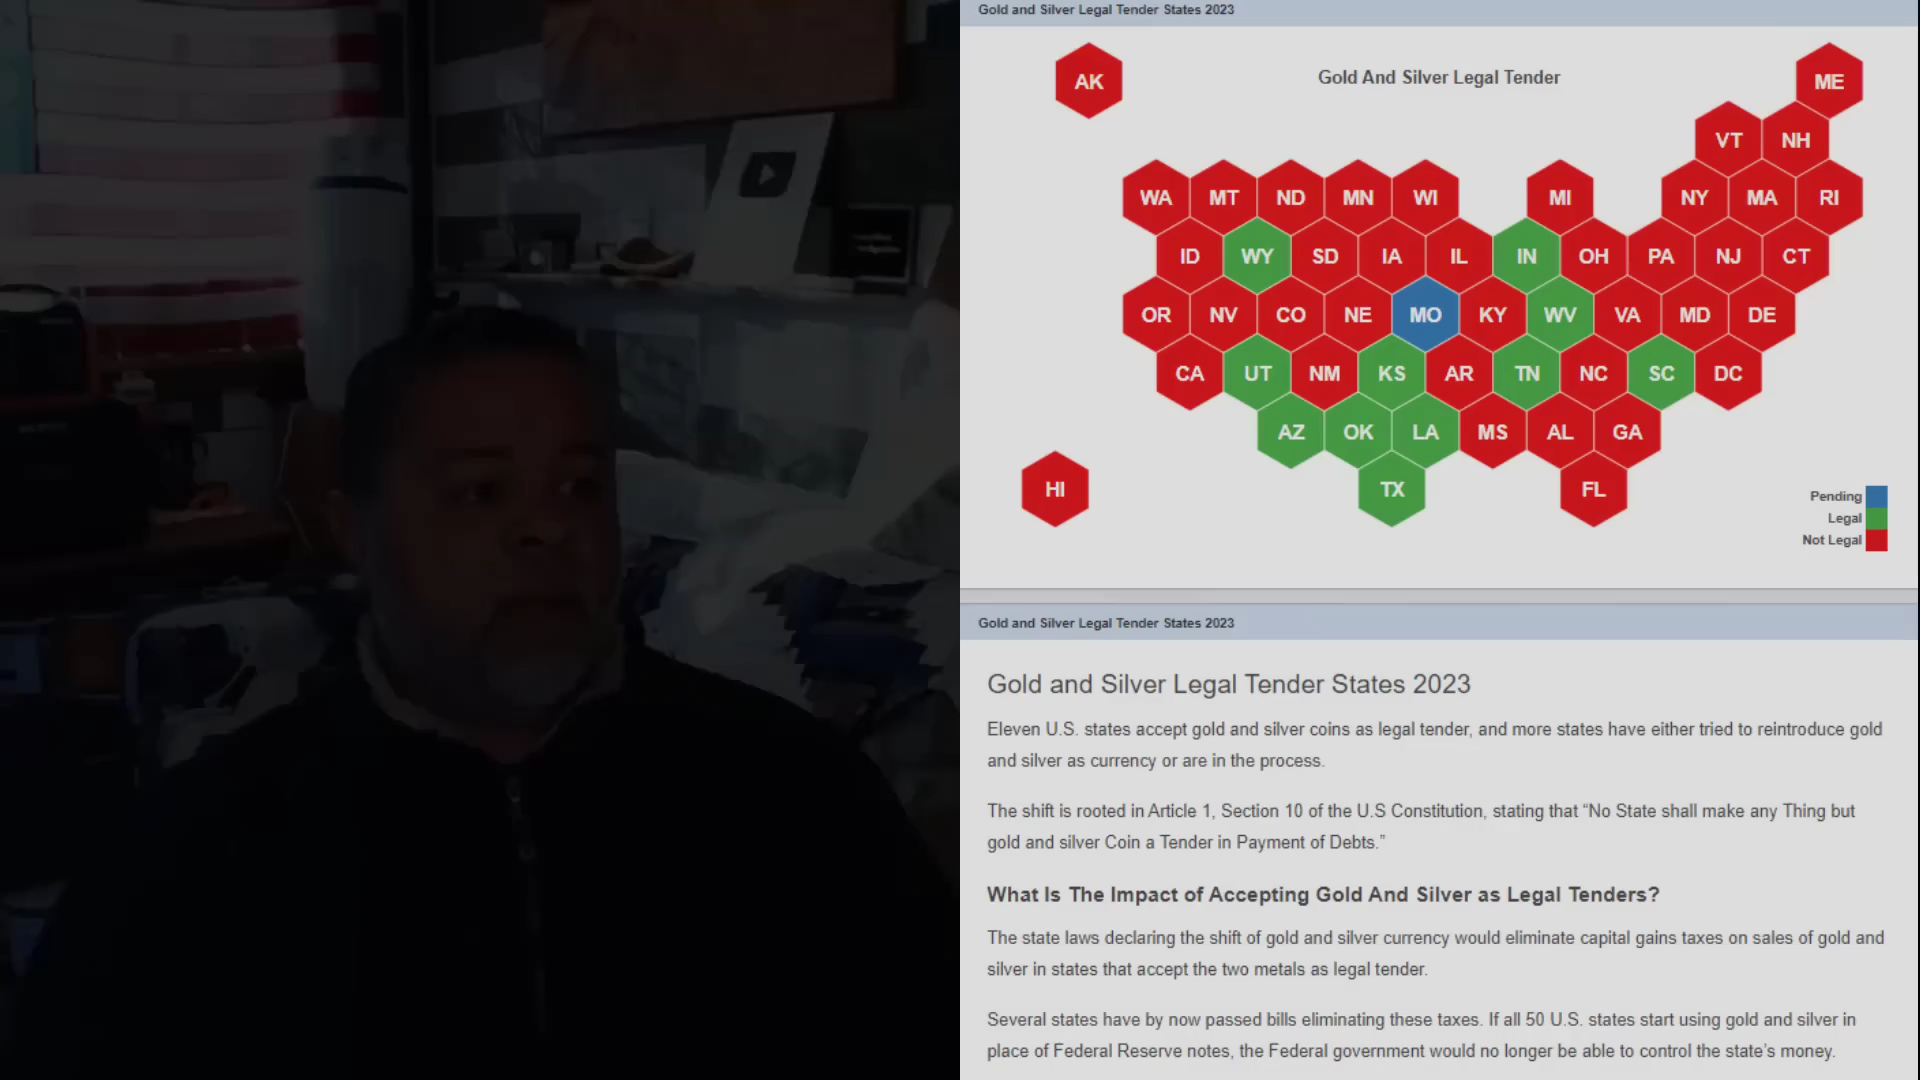 Gold and Silver Legal Tender States 2023
Gold And Silver Legal Tender
AK
ME
VT NH
WA MT ND MN WI MI NY MA RI
ID WY SD IA IL IN OH PA NJ CT
OR NV CO NE MO KY WV VA MD DE
CA UT NM KS AR TN NC SC DC
AZ OK LA MS AL GA
HI TX FL
Pending
Legal
Not Legal
Gold and Silver Legal Tender States 2023
Gold and Silver Legal Tender States 2023
Eleven U.S. states accept gold and silver coins as legal tender, and more states have either tried to reintroduce gold
and silver as currency or are in the process.
The shift is rooted in Article 1, Section 10 of the U.S Constitution, stating that “No State shall make any Thing but
gold and silver Coin a Tender in Payment of Debts.”
What Is The Impact of Accepting Gold And Silver as Legal Tenders?
The state laws declaring the shift of gold and silver currency would eliminate capital gains taxes on sales of gold and
silver in states that accept the two metals as legal tender.
Several states have by now passed bills eliminating these taxes. If all 50 U.S. states start using gold and silver in
place of Federal Reserve notes, the Federal government would no longer be able to control the state’s money.